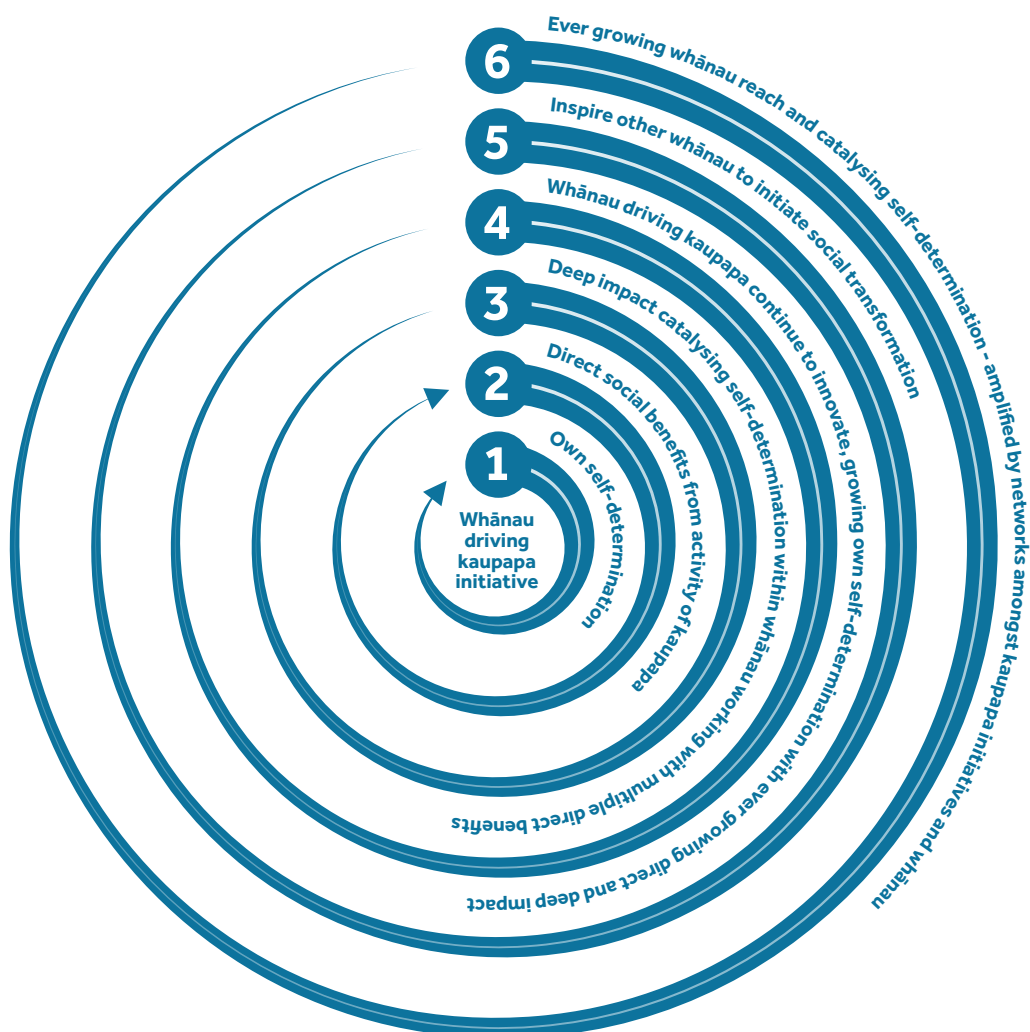 6
Ever growing whānau reach and catalysing self-determination - amplified by networks amongst kaupapa initiatives and whānau
5
Inspire other whānau to initiate social transformation
4
Whānau driving kaupapa continue to innovate, growing own self-determination with ever growing direct and deep impact
3
Deep impact catalysing self-determination within whānau working with multiple direct benefits
2
Direct social benefits from activity of kaupapa
1
Own self-determination
Whānau
driving
kaupapa
initiative